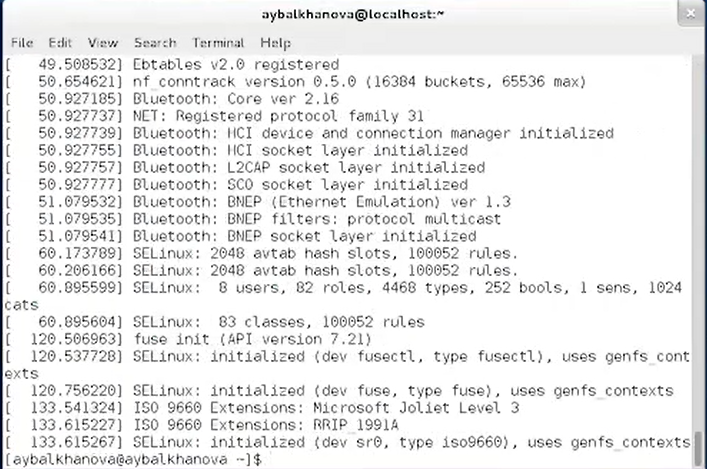 aybalkhanova@localhost:~
File Edit View Search Terminal Help
[   49.508532] Ebtables v2.0 registered
[   50.654621] nf_conntrack version 0.5.0 (16384 buckets, 65536 max)
[   50.927185] Bluetooth: Core ver 2.16
[   50.927737] NET: Registered protocol family 31
[   50.927739] Bluetooth: HCI device and connection manager initialized
[   50.927755] Bluetooth: HCI socket layer initialized
[   50.927757] Bluetooth: L2CAP socket layer initialized
[   50.927777] Bluetooth: SCO socket layer initialized
[   51.079532] Bluetooth: BNEP (Ethernet Emulation) ver 1.3
[   51.079535] Bluetooth: BNEP filters: protocol multicast
[   51.079541] Bluetooth: BNEP socket layer initialized
[   60.173789] SELinux: 2048 avtab hash slots, 100052 rules.
[   60.206166] SELinux: 2048 avtab hash slots, 100052 rules.
[   60.895599] SELinux:  8 users, 82 roles, 4468 types, 252 bools, 1 sens, 1024
cats
[   60.895604] SELinux:  83 classes, 100052 rules
[  120.506963] fuse init (API version 7.21)
[  120.537728] SELinux: initialized (dev fusectl, type fusectl), uses genfs_cont
exts
[  120.756220] SELinux: initialized (dev fuse, type fuse), uses genfs_contexts
[  133.541324] ISO 9660 Extensions: Microsoft Joliet Level 3
[  133.615227] ISO 9660 Extensions: RRIP_1991A
[  133.615267] SELinux: initialized (dev sr0, type iso9660), uses genfs_contexts
[aybalkhanova@aybalkhanova ~]$